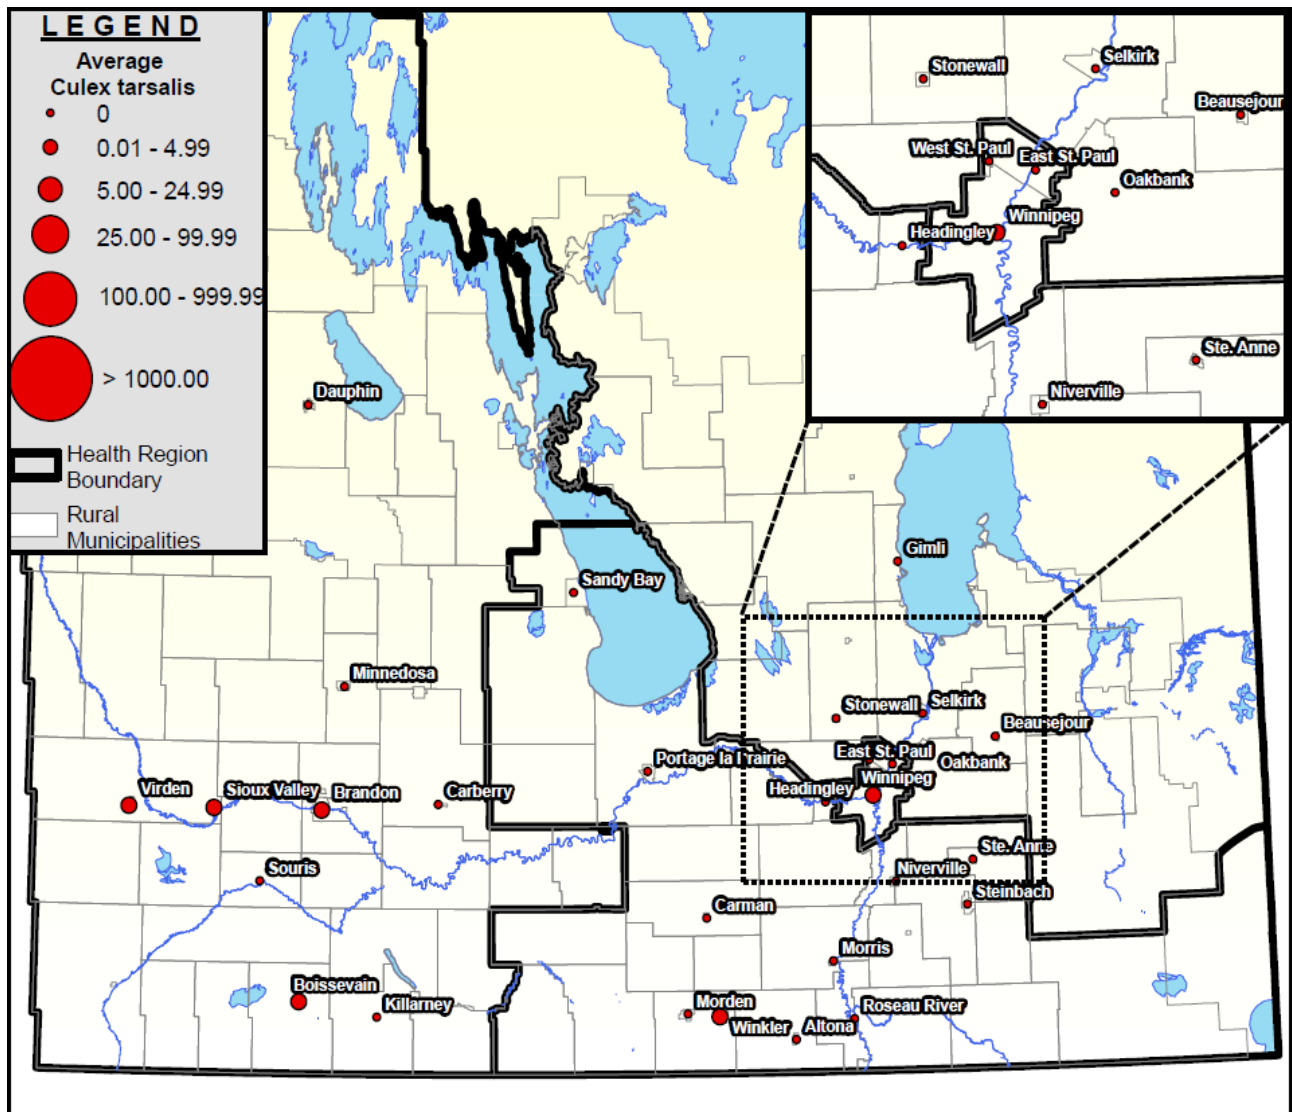 LEGEND
Average
Culex tarsalis
0
0.01 - 4.99
5.00 - 24.99
25.00 - 99.99
100.00 - 999.99
> 1000.00
Health Region
Boundary
Rural
Municipalities
Selkirk
Stonewall
Beausejour
West St. Paul
East St. Paul
Oakbank
Winnipeg
Headingley
Ste. Anne
Niverville
Dauphin
Gimli
Sandy Bay
Minnedosa
Stonewall
Selkirk
Beausejour
East St. Paul
Portage la Prairie
Oakbank
Winnipeg
Headingley
Virden
Sioux Valley
Brandon
Carberry
Ste. Anne
Souris
Niverville
Steinbach
Carman
Morris
Boissevain
Killarney
Morden
Roseau River
Winkler
Altona